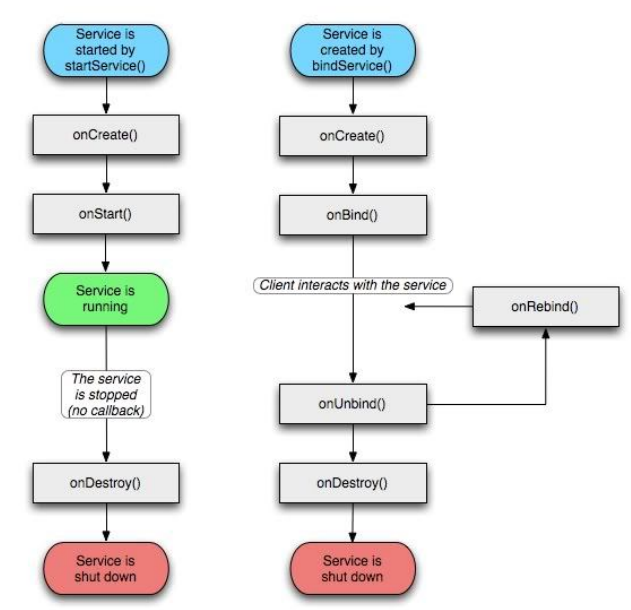 Service is
started by
startService()
onCreate()
onStart()
Service is
running
The service
is stopped
(no callback)
onDestroy()
Service is
shut down
Service is
created by
bindService()
onCreate()
onBind()
Client interacts with the service
onRebind()
onUnbind()
onDestroy()
Service is
shut down